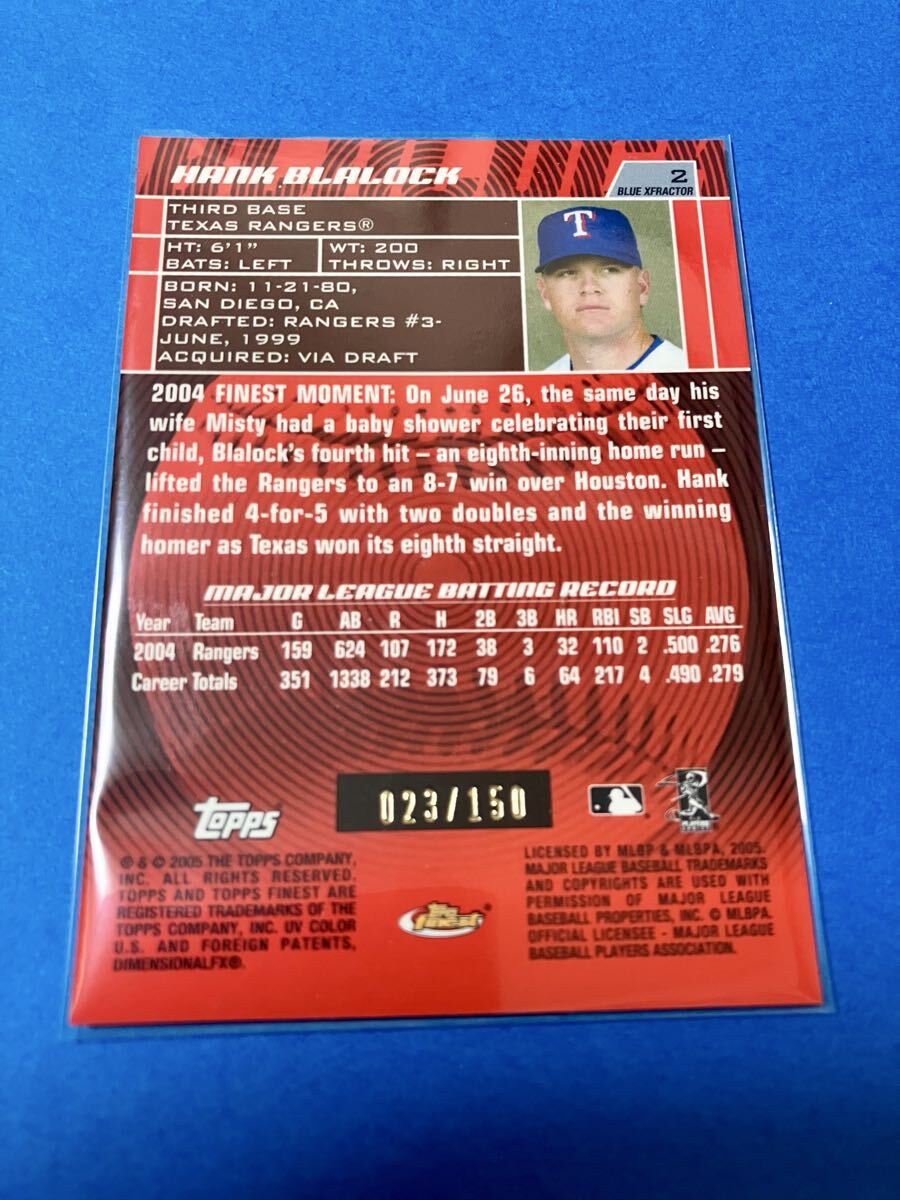 HANK BLALOCK
2
BLUE XFRACTOR
THIRD BASE
TEXAS RANGERS®
HT: 6'1"
WT: 200
BATS: LEFT
THROWS: RIGHT
BORN: 11-21-80,
SAN DIEGO, CA
DRAFTED: RANGERS #3-
JUNE, 1999
ACQUIRED: VIA DRAFT
T
2004 FINEST MOMENT: On June 26, the same day his
wife Misty had a baby shower celebrating their first
child, Blalock's fourth hit – an eighth-inning home run –
lifted the Rangers to an 8-7 win over Houston. Hank
finished 4-for-5 with two doubles and the winning
homer as Texas won its eighth straight.
MAJOR LEAGUE BATTING RECORD
Year Team G AB R H 2B 3B HR RBI SB SLG AVG
2004 Rangers 159 624 107 172 38 3 32 110 2 .500 .276
Career Totals 351 1338 212 373 79 6 64 217 4 .490 .279
topps
023/150
® & © 2005 THE TOPPS COMPANY,
INC. ALL RIGHTS RESERVED.
TOPPS AND TOPPS FINEST ARE
REGISTERED TRADEMARKS OF THE
TOPPS COMPANY, INC. UV COLOR
U.S. AND FOREIGN PATENTS,
DIMENSIONALFX®.
topps
finest
LICENSED BY MLBP & MLBPA, 2005.
MAJOR LEAGUE BASEBALL TRADEMARKS
AND COPYRIGHTS ARE USED WITH
PERMISSION OF MAJOR LEAGUE
BASEBALL PROPERTIES, INC. © MLBPA.
OFFICIAL LICENSEE - MAJOR LEAGUE
BASEBALL PLAYERS ASSOCIATION.